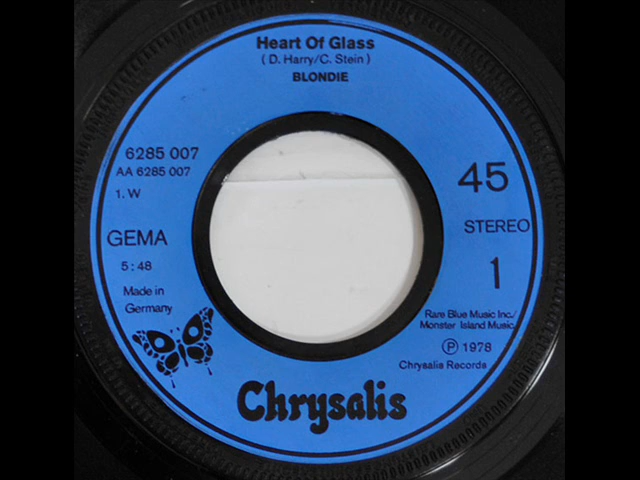 Heart Of Glass
( D. Harry/C. Stein )
BLONDIE
6285 007
AA 6285 007
1. W
GEMA
5 : 48
Made in
Germany
45
STEREO
1
Rare Blue Music Inc./
Monster Island Music
Ⓟ 1978
Chrysalis Records
Chrysalis